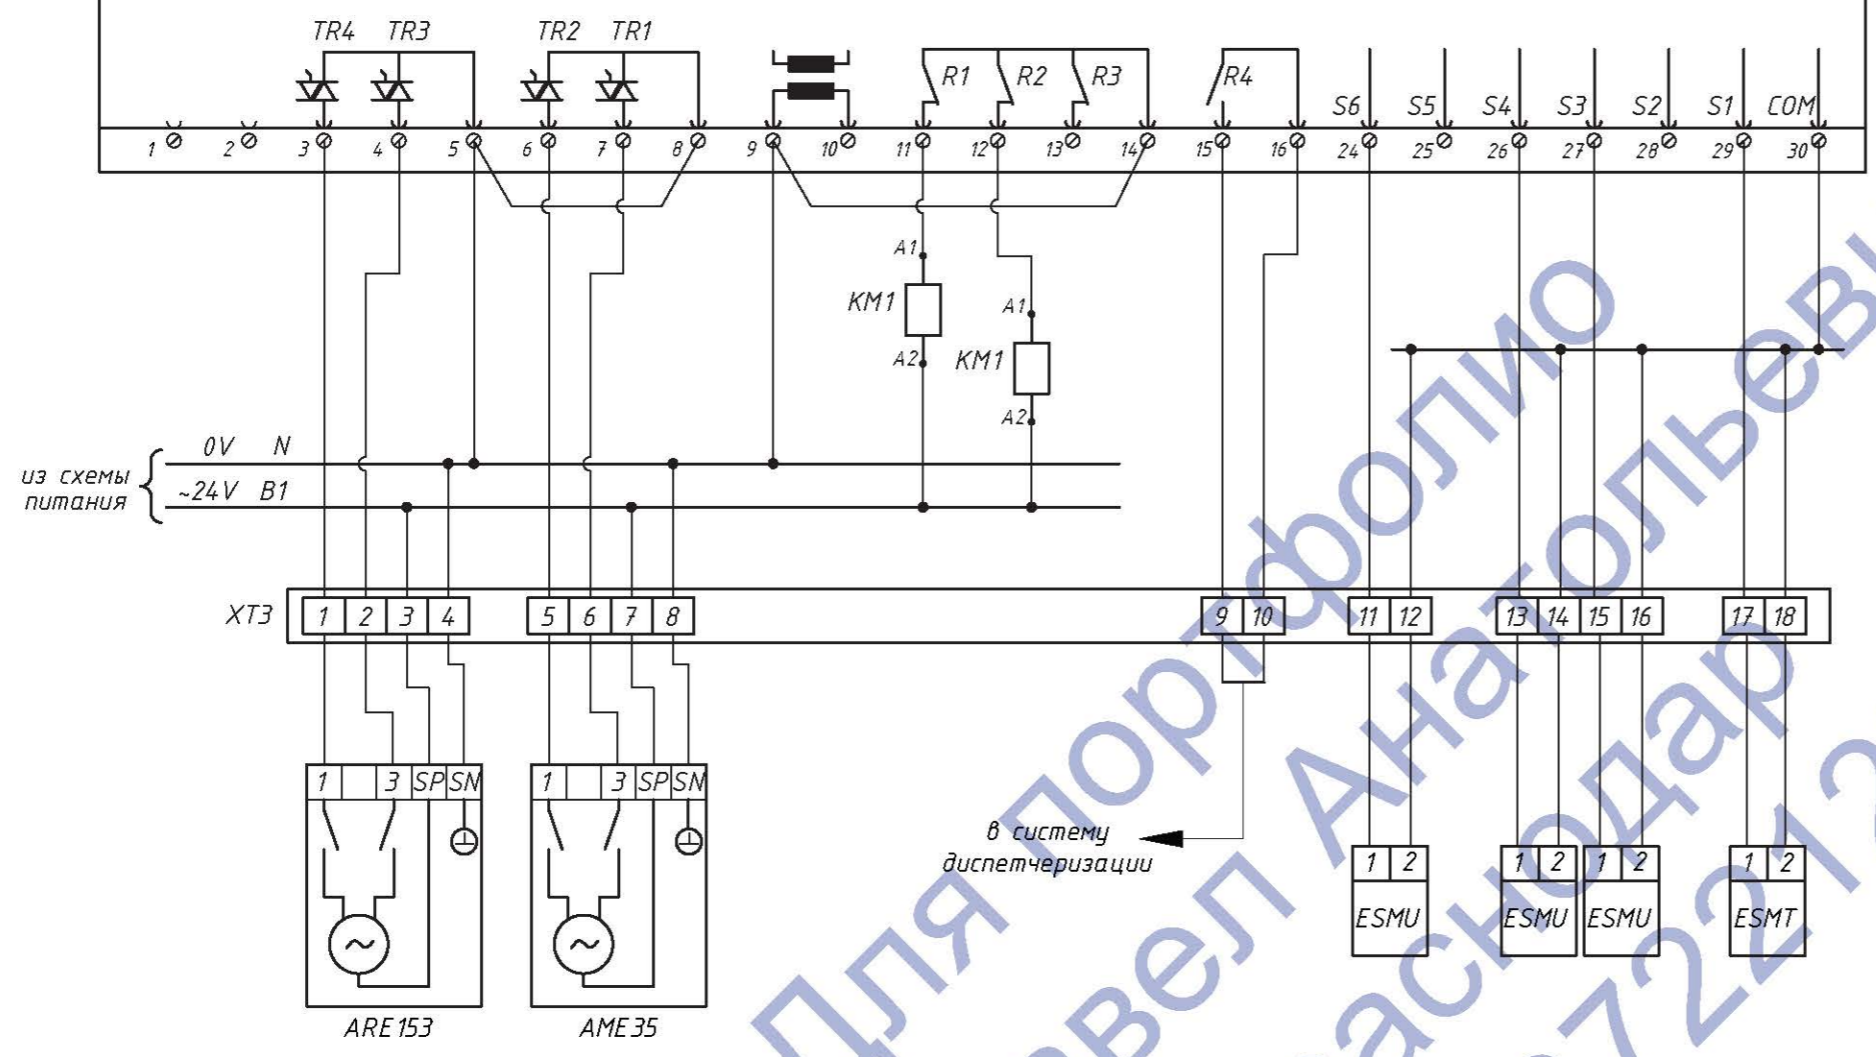 TR4 TR3 TR2 TR1
R1 R2 R3 R4
S6 S5 S4 S3 S2 S1 COM
1 2 3 4 5 6 7 8 9 10 11 12 13 14 15 16 24 25 26 27 28 29 30
A1
KM1
A2
A1
KM1
A2
0V N
из схемы
питания
~24V B1
XT3 1 2 3 4 5 6 7 8 9 10 11 12 13 14 15 16 17 18
1 3 SP SN
1 3 SP SN
в систему
диспетчеризации
1 2 1 2 1 2 1 2
ESMU ESMU ESMU ESMT
ARE153 AME35
Для портфолио
Анатольев